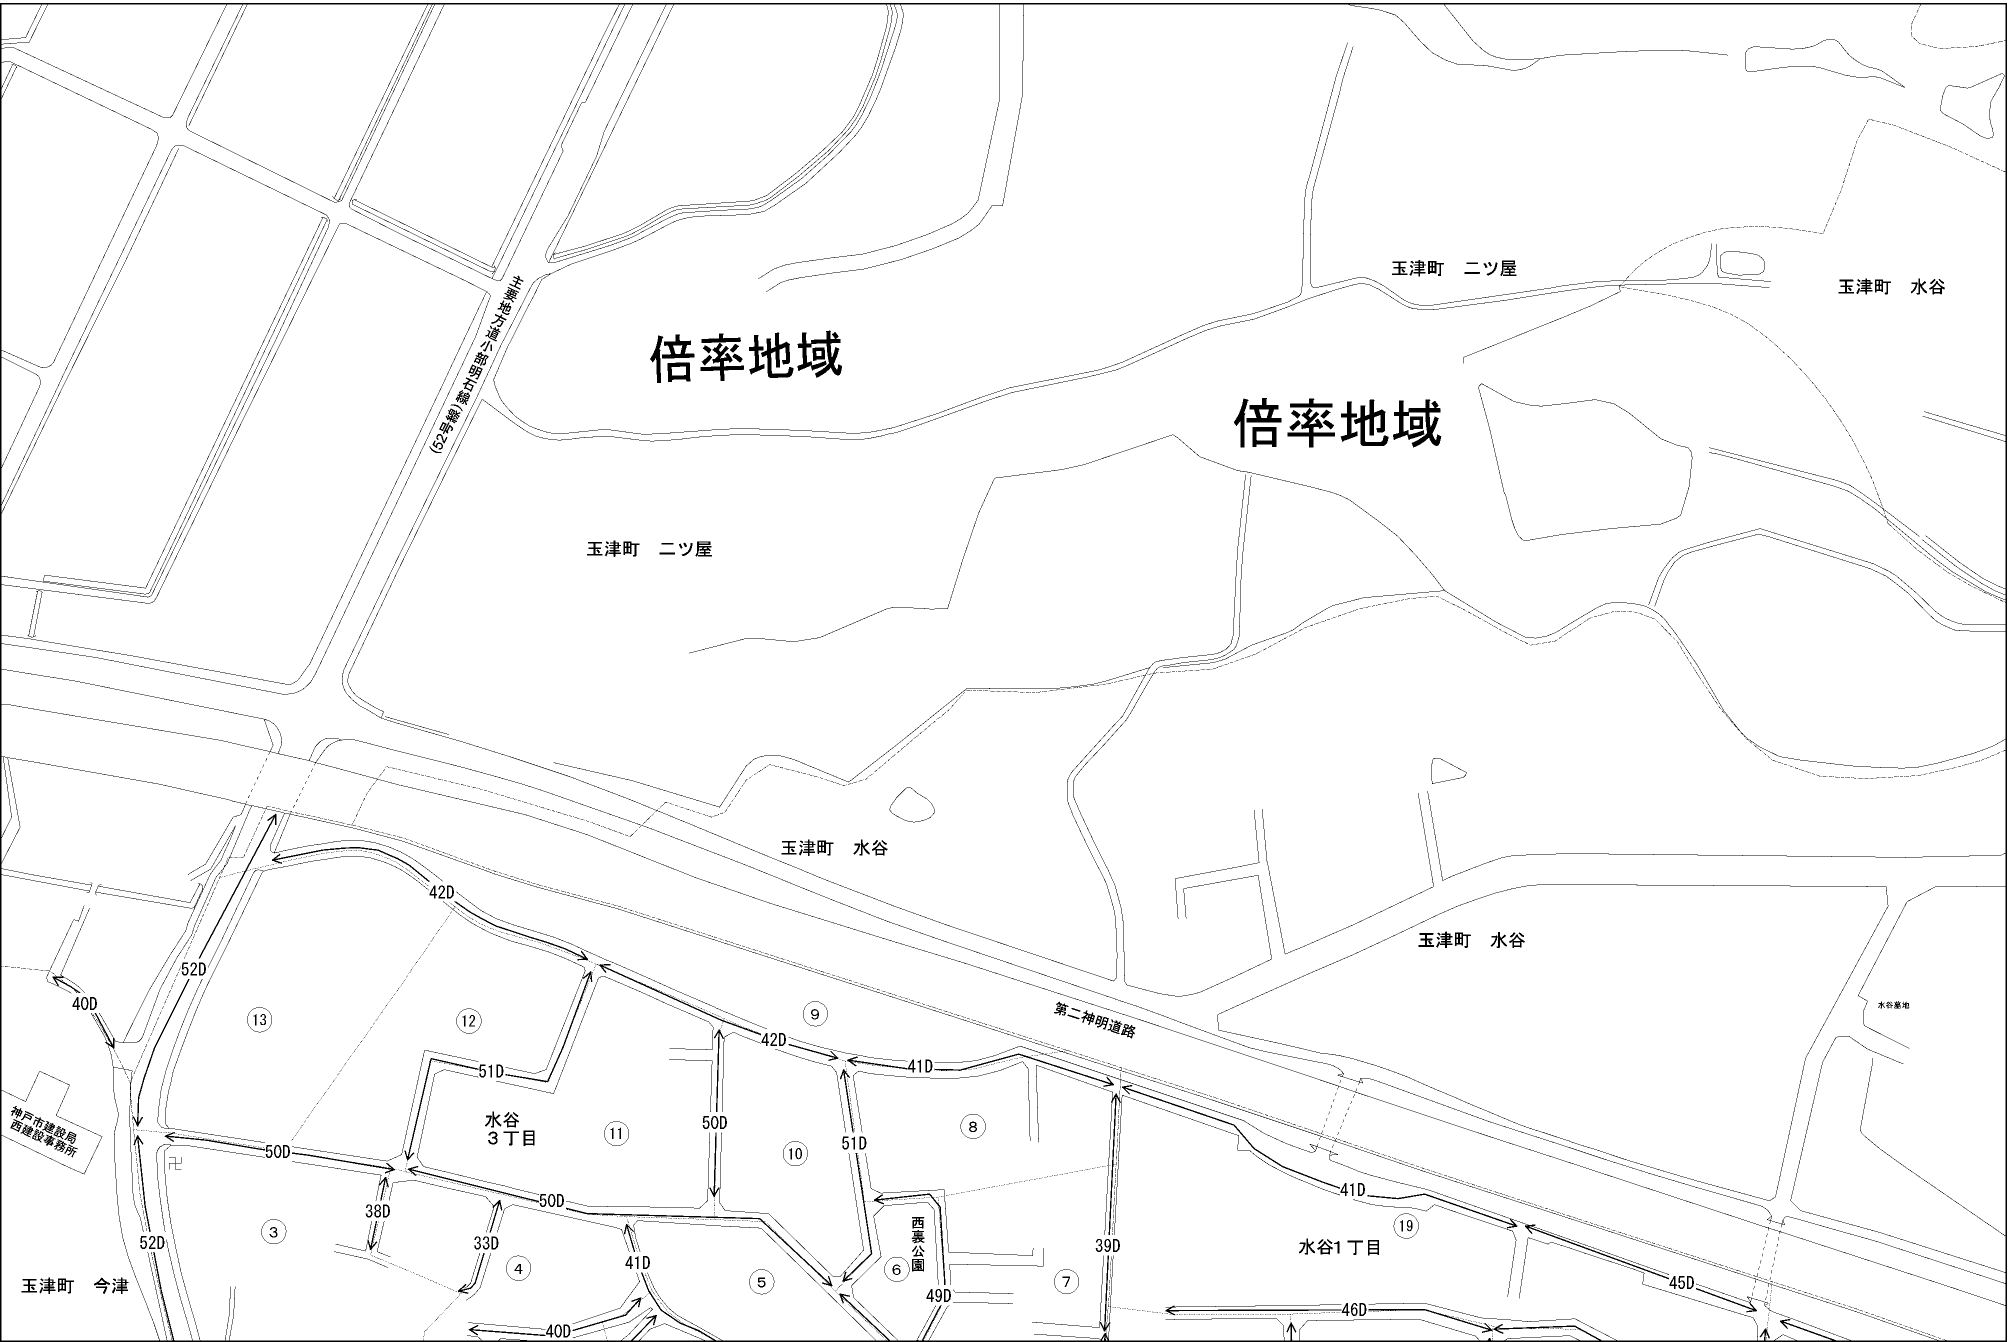 玉津町 二ツ屋
玉津町 水谷
主要地方道小部明石線
(52号線)
倍率地域
倍率地域
玉津町 二ツ屋
玉津町 水谷
42D
玉津町 水谷
52D
40D
水谷墓地
13
12
9
第二神明道路
42D
41D
51D
神戸市建設局
西建設事務所
水谷
3丁目
11
50D
51D
8
50D
10
41D
50D
38D
3
52D
33D
4
41D
5
西裏公園
6
39D
19
水谷1丁目
玉津町 今津
7
45D
49D
46D
40D